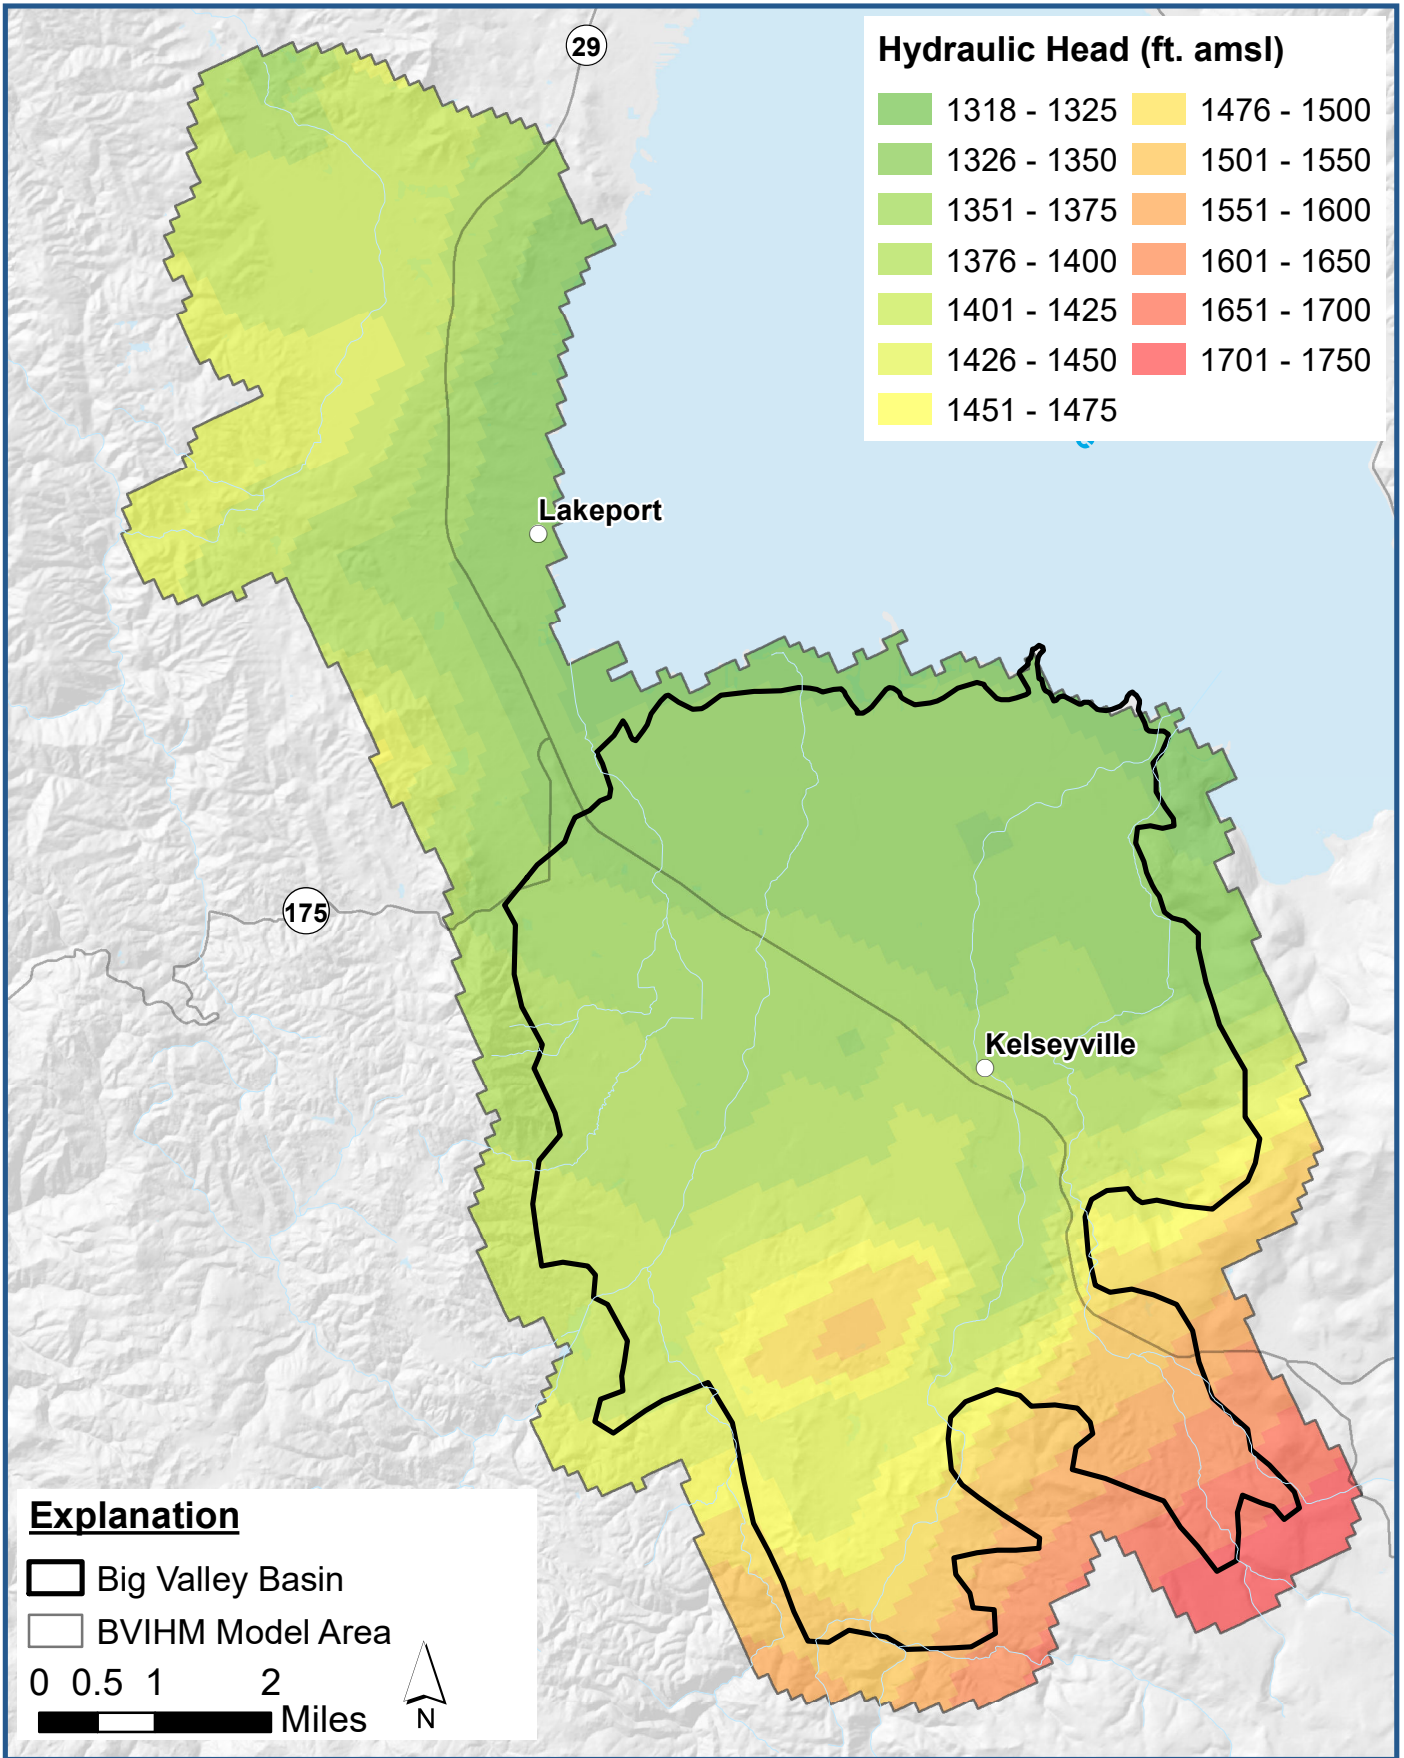 29
Hydraulic Head (ft. amsl)
1318 - 1325 1476 - 1500
1326 - 1350 1501 - 1550
1351 - 1375 1551 - 1600
1376 - 1400 1601 - 1650
1401 - 1425 1651 - 1700
1426 - 1450 1701 - 1750
1451 - 1475
Lakeport
175
Kelseyville
Explanation
Big Valley Basin
BVIHM Model Area
0 0.5 1 2
Miles
N